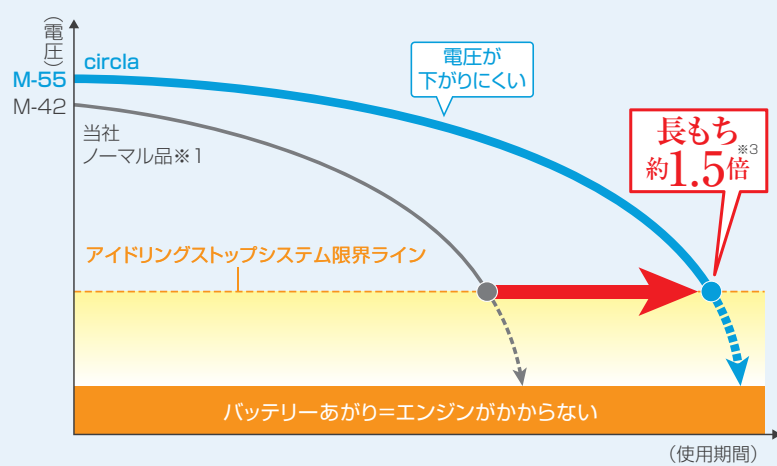 （電圧）
circla
M-55
M-42
当社
ノーマル品※1
電圧が
下がりにくい
長もち
約1.5倍※3
アイドリングストップシステム限界ライン
バッテリーあがり=エンジンがかからない
（使用期間）